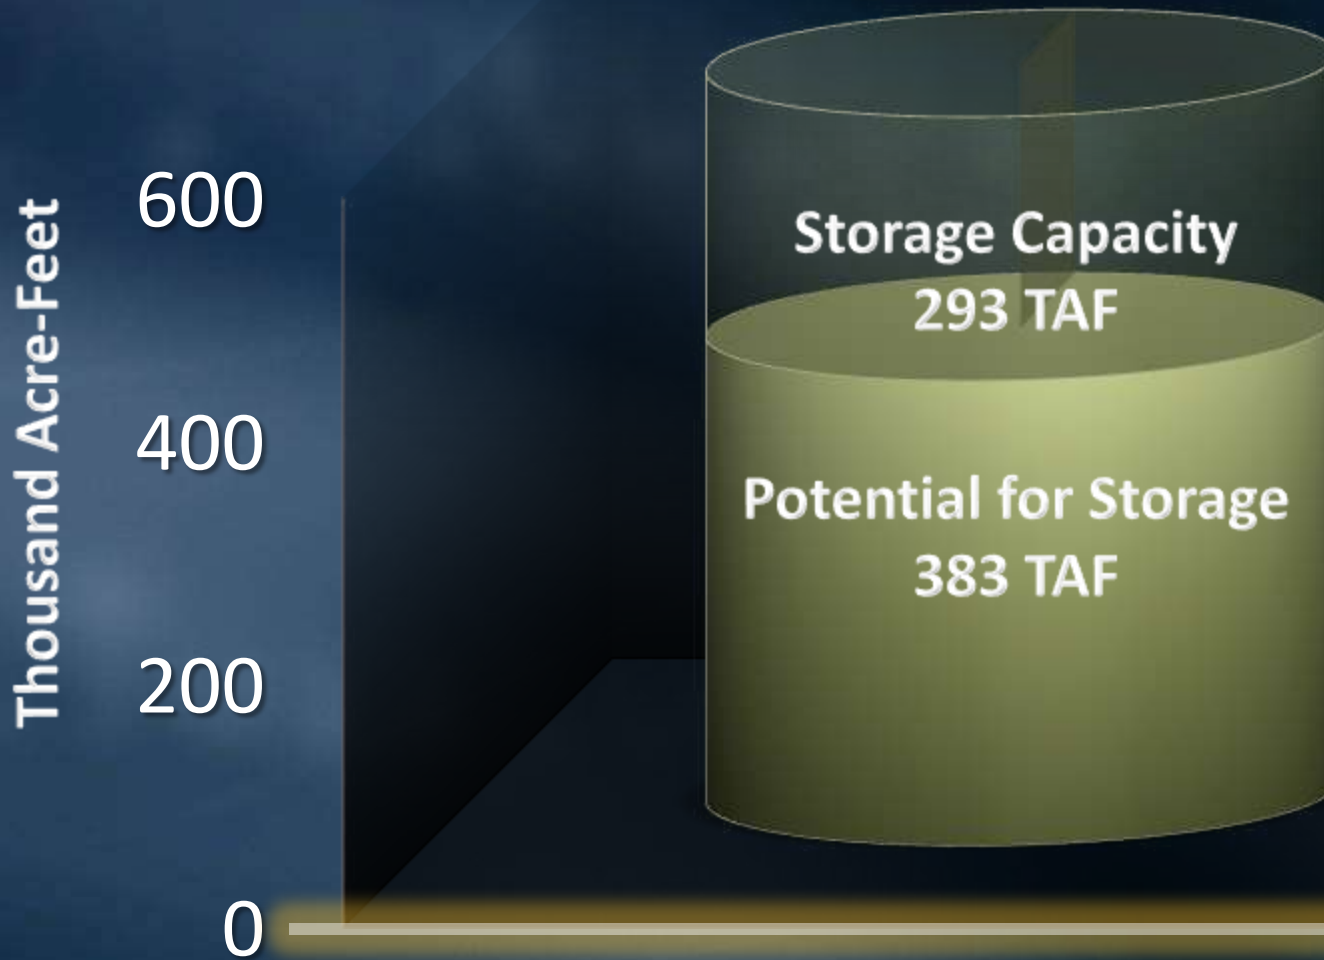 Thousand Acre-Feet
600
400
200
0
Storage Capacity
293 TAF
Potential for Storage
383 TAF